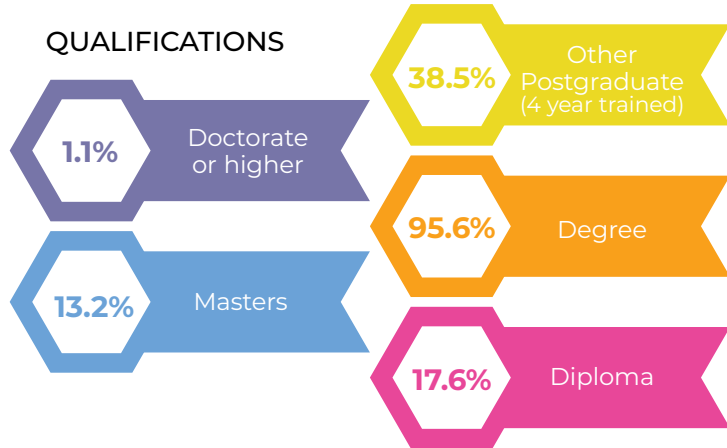 QUALIFICATIONS
1.1%
Doctorate
or higher
13.2%
Masters
38.5%
Other
Postgraduate
(4 year trained)
95.6%
Degree
17.6%
Diploma